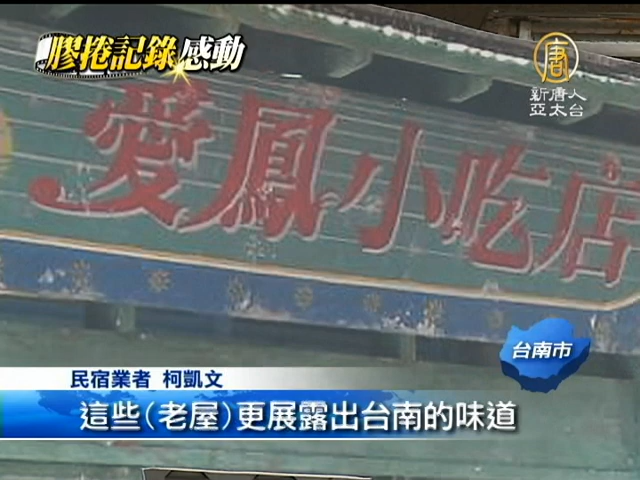 膠捲記錄感動
唐
新唐人
亞太台
愛鳳小吃店
台南市
民宿業者 柯凱文
這些(老屋)更展露出台南的味道